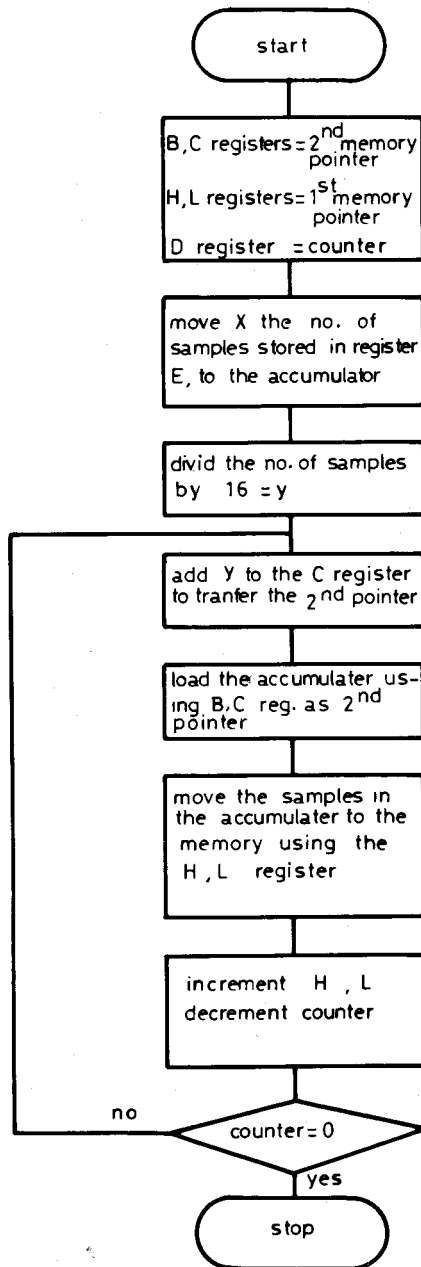 start
B,C registers=2nd memory
pointer
H,L registers=1st memory
pointer
D register =counter
move X the no. of
samples stored in register
E, to the accumulator
divid the no. of samples
by 16 =y
add Y to the C register
to tranfer the 2nd pointer
load the accumulater us-
ing B,C reg. as 2nd
pointer
move the samples in
the accumulater to the
memory using the
H , L register
increment H , L
decrement counter
counter=0
no
yes
stop